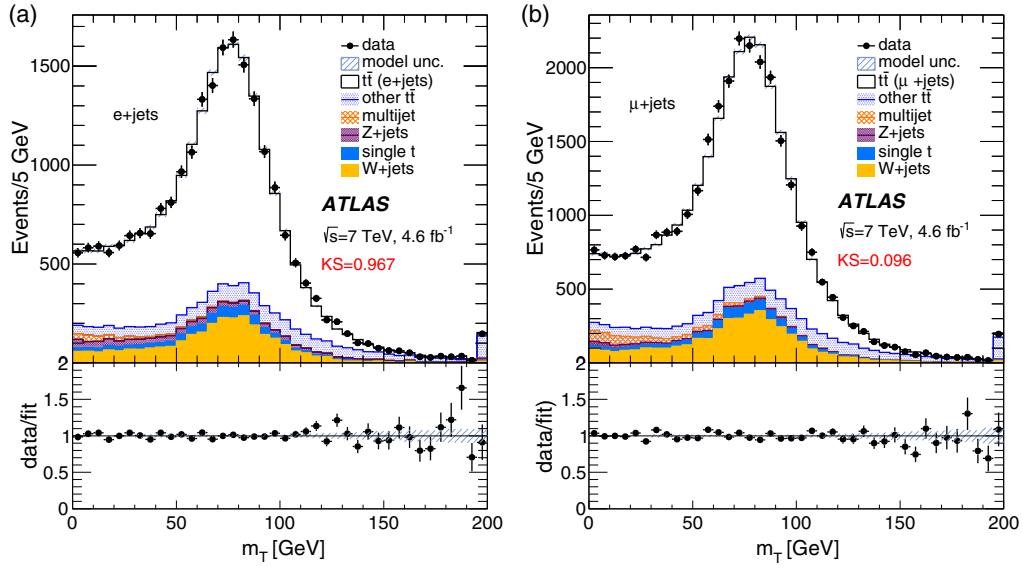 (a)
Events/5 GeV
1500
1000
500
data
model unc.
tt̄ (e+jets)
other tt̄
multijet
Z+jets
single t
W+jets
e+jets
ATLAS
√s=7 TeV, 4.6 fb⁻¹
KS=0.967
data/fit
2
1.5
1
0.5
0
0 50 100 150 200
m_T [GeV]
(b)
Events/5 GeV
2000
1500
1000
500
data
model unc.
tt̄ (μ +jets)
other tt̄
multijet
Z+jets
single t
W+jets
μ+jets
ATLAS
√s=7 TeV, 4.6 fb⁻¹
KS=0.096
data/fit)
2
1.5
1
0.5
0
0 50 100 150 200
m_T [GeV]